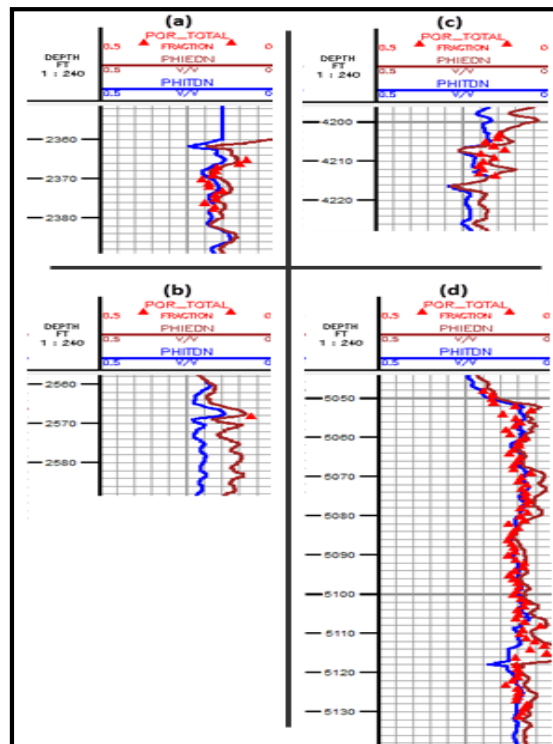 (a)
POR_TOTAL
DEPTH
FT
1 : 240
0.5 FRACTION 0
PHIEDN
0.5 V/V 0
PHITDN
0.5 V/V 0
2360
2370
2380
(c)
POR_TOTAL
DEPTH
FT
1 : 240
0.5 FRACTION 0
PHIEDN
0.5 V/V 0
PHITDN
0.5 V/V 0
4200
4210
4220
(b)
POR_TOTAL
DEPTH
FT
1 : 240
0.5 FRACTION 0
PHIEDN
0.5 V/V 0
PHITDN
0.5 V/V 0
2560
2570
2580
(d)
POR_TOTAL
DEPTH
FT
1 : 240
0.5 FRACTION 0
PHIEDN
0.5 V/V 0
PHITDN
0.5 V/V 0
5050
5060
5070
5080
5090
5100
5110
5120
5130